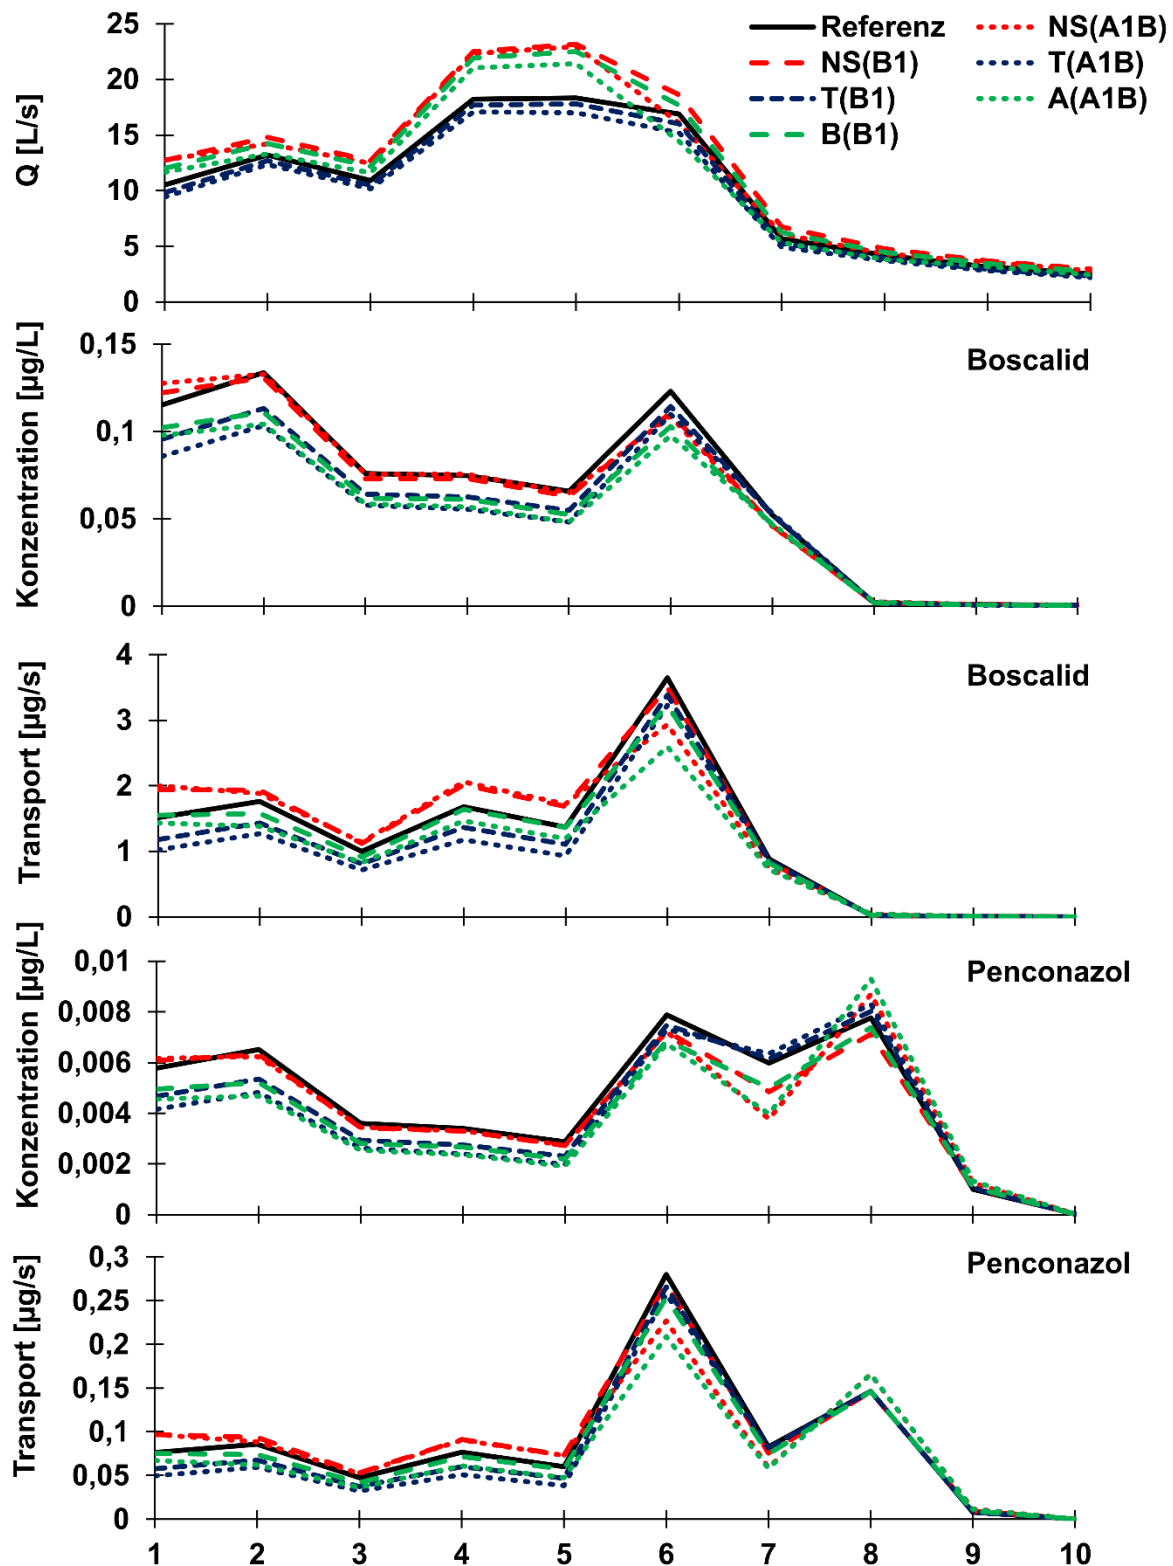 Referenz
NS(A1B)
NS(B1)
T(A1B)
T(B1)
A(A1B)
B(B1)
Q [L/s]
25
20
15
10
5
0
Boscalid
Konzentration [µg/L]
0,15
0,1
0,05
0
Boscalid
Transport [µg/s]
4
3
2
1
0
Penconazol
Konzentration [µg/L]
0,01
0,008
0,006
0,004
0,002
0
Penconazol
Transport [µg/s]
0,3
0,25
0,2
0,15
0,1
0,05
0
1 2 3 4 5 6 7 8 9 10